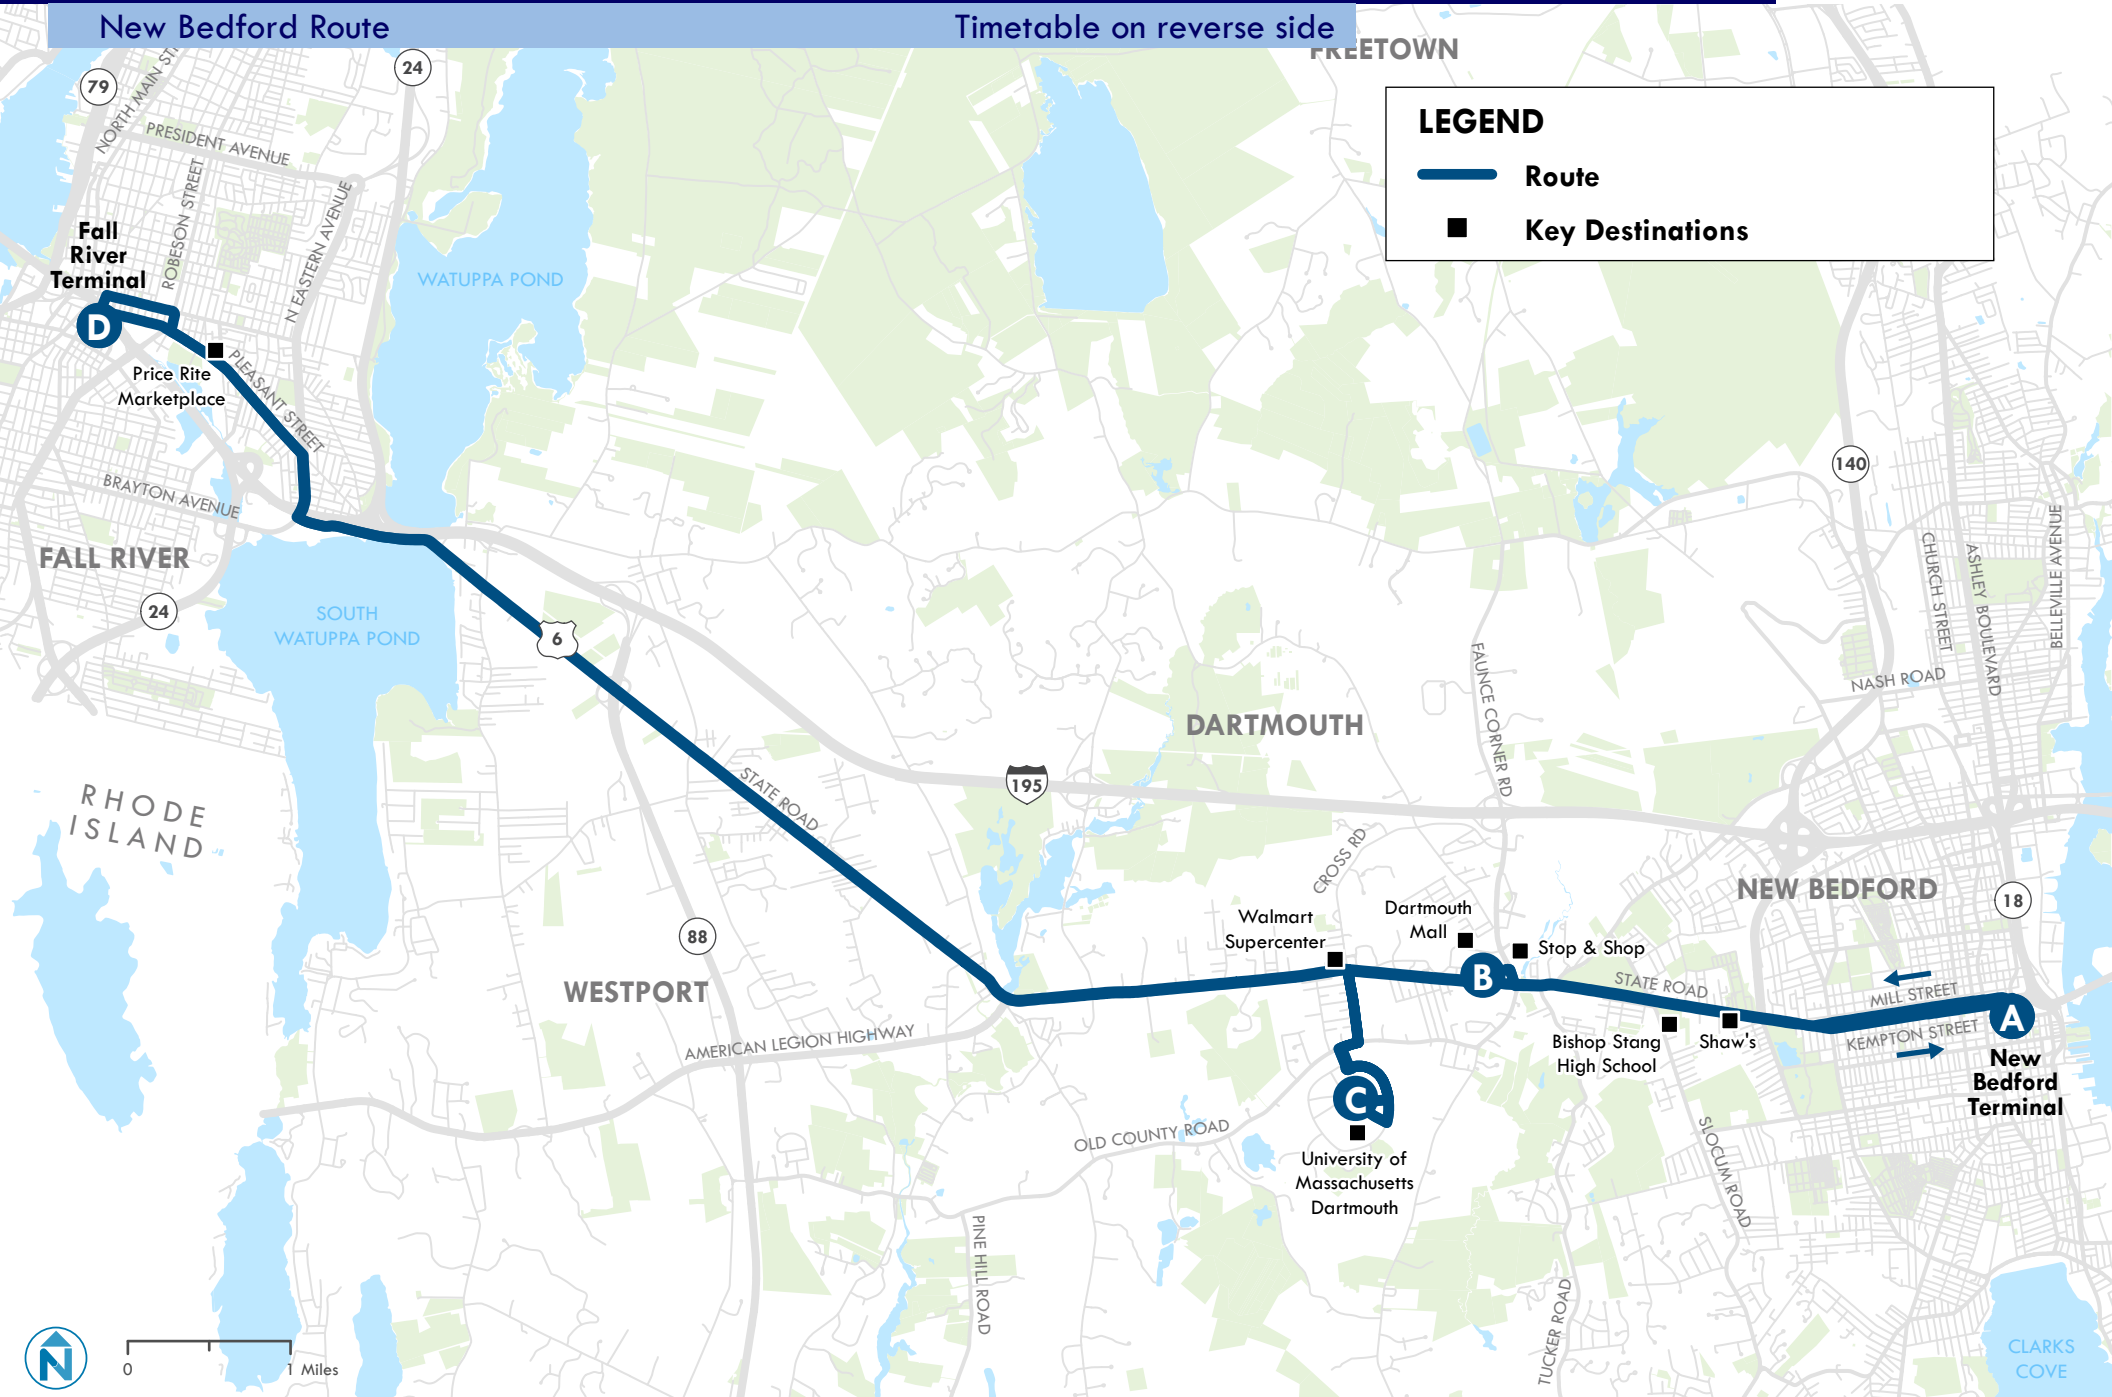 New Bedford Route
Timetable on reverse side
FREETOWN
LEGEND
Route
Key Destinations
79
24
NORTH MAIN ST
PRESIDENT AVENUE
ROBESON STREET
N EASTERN AVENUE
Fall
River
Terminal
D
WATUPPA POND
Price Rite
Marketplace
PLEASANT STREET
BRAYTON AVENUE
FALL RIVER
24
SOUTH
WATUPPA POND
6
140
CHURCH STREET
ASHLEY BOULEVARD
BELLEVILLE AVENUE
NASH ROAD
FAUNCE CORNER RD
DARTMOUTH
195
STATE ROAD
RHODE
ISLAND
CROSS RD
NEW BEDFORD
18
88
WESTPORT
Walmart
Supercenter
Dartmouth
Mall
Stop & Shop
B
STATE ROAD
MILL STREET
A
KEMPTON STREET
Bishop Stang
High School
Shaw's
New
Bedford
Terminal
AMERICAN LEGION HIGHWAY
C
OLD COUNTY ROAD
University of
Massachusetts
Dartmouth
SLOCUM ROAD
PINE HILL ROAD
TUCKER ROAD
CLARKS
COVE
N
0
1 Miles